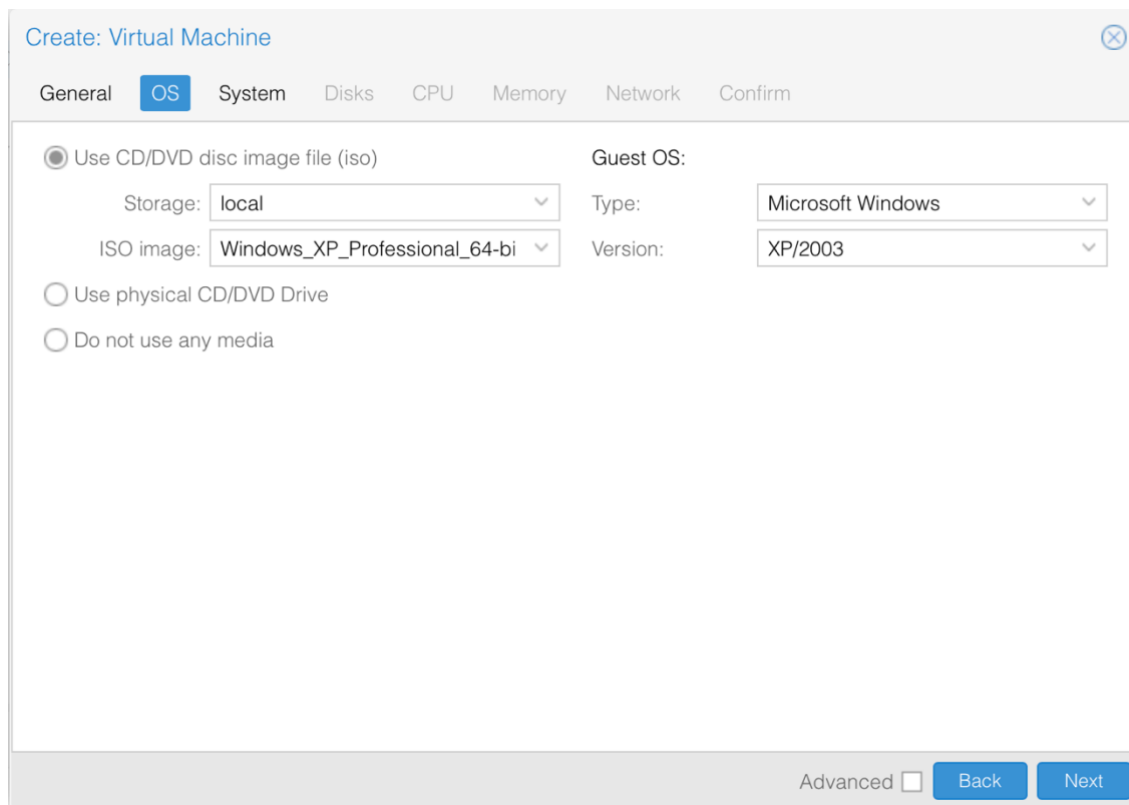 Create: Virtual Machine
General OS System Disks CPU Memory Network Confirm
Use CD/DVD disc image file (iso)
Storage: local
ISO image: Windows_XP_Professional_64-bi
Use physical CD/DVD Drive
Do not use any media
Guest OS:
Type: Microsoft Windows
Version: XP/2003
Advanced Back Next